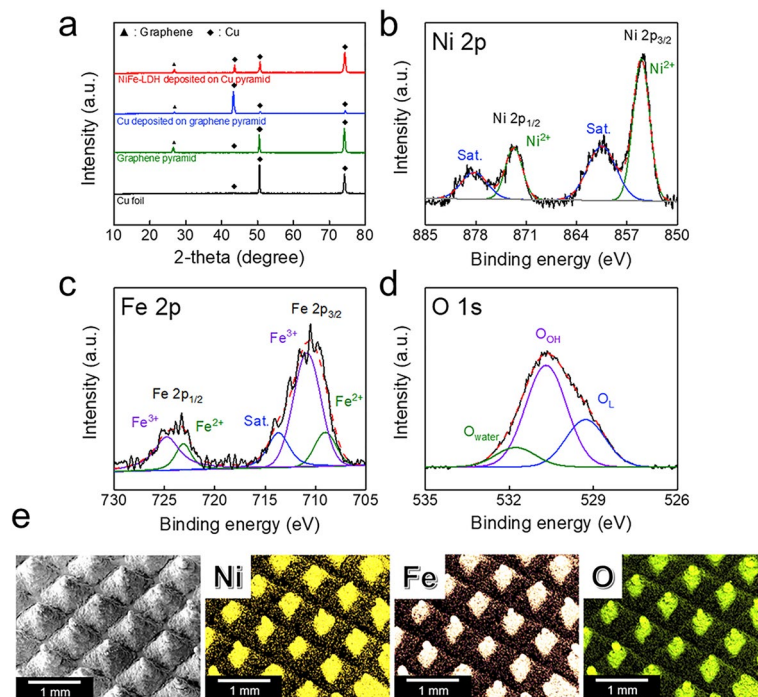 a
▲ : Graphene ◆ : Cu
NiFe-LDH deposited on Cu pyramid
Cu deposited on graphene pyramid
Graphene pyramid
Cu foil
Intensity (a.u.)
10 20 30 40 50 60 70 80
2-theta (degree)
b
Ni 2p
Ni 2p3/2
Ni2+
Ni 2p1/2
Ni2+
Sat.
Sat.
Intensity (a.u.)
885 878 871 864 857 850
Binding energy (eV)
c
Fe 2p
Fe 2p3/2
Fe3+
Fe2+
Fe 2p1/2
Fe3+
Fe2+
Sat.
Intensity (a.u.)
730 725 720 715 710 705
Binding energy (eV)
d
O 1s
OOH
OL
Owater
Intensity (a.u.)
535 532 529 526
Binding energy (eV)
e
Ni
Fe
O
1 mm
1 mm
1 mm
1 mm